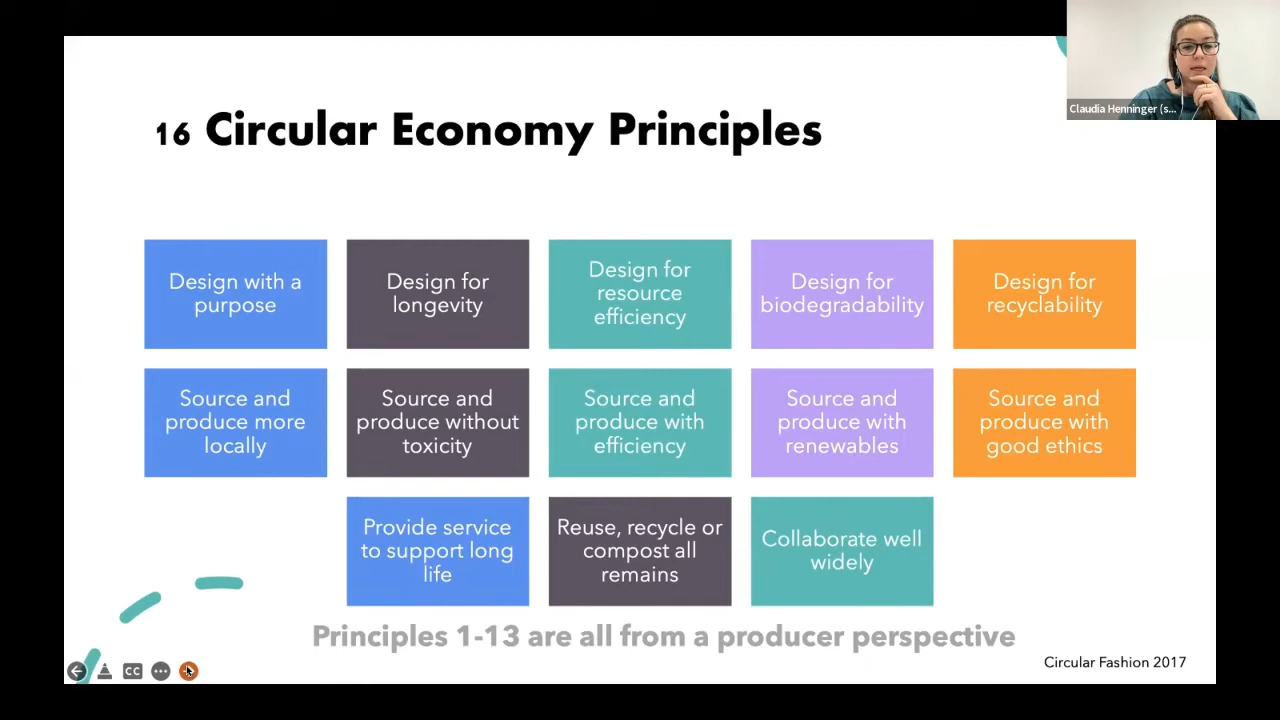 Claudia Henninger (s...
16 Circular Economy Principles
Design with a
purpose
Design for
longevity
Design for
resource
efficiency
Design for
biodegradability
Design for
recyclability
Source and
produce more
locally
Source and
produce without
toxicity
Source and
produce with
efficiency
Source and
produce with
renewables
Source and
produce with
good ethics
Provide service
to support long
life
Reuse, recycle or
compost all
remains
Collaborate well
widely
Principles 1-13 are all from a producer perspective
Circular Fashion 2017
CC